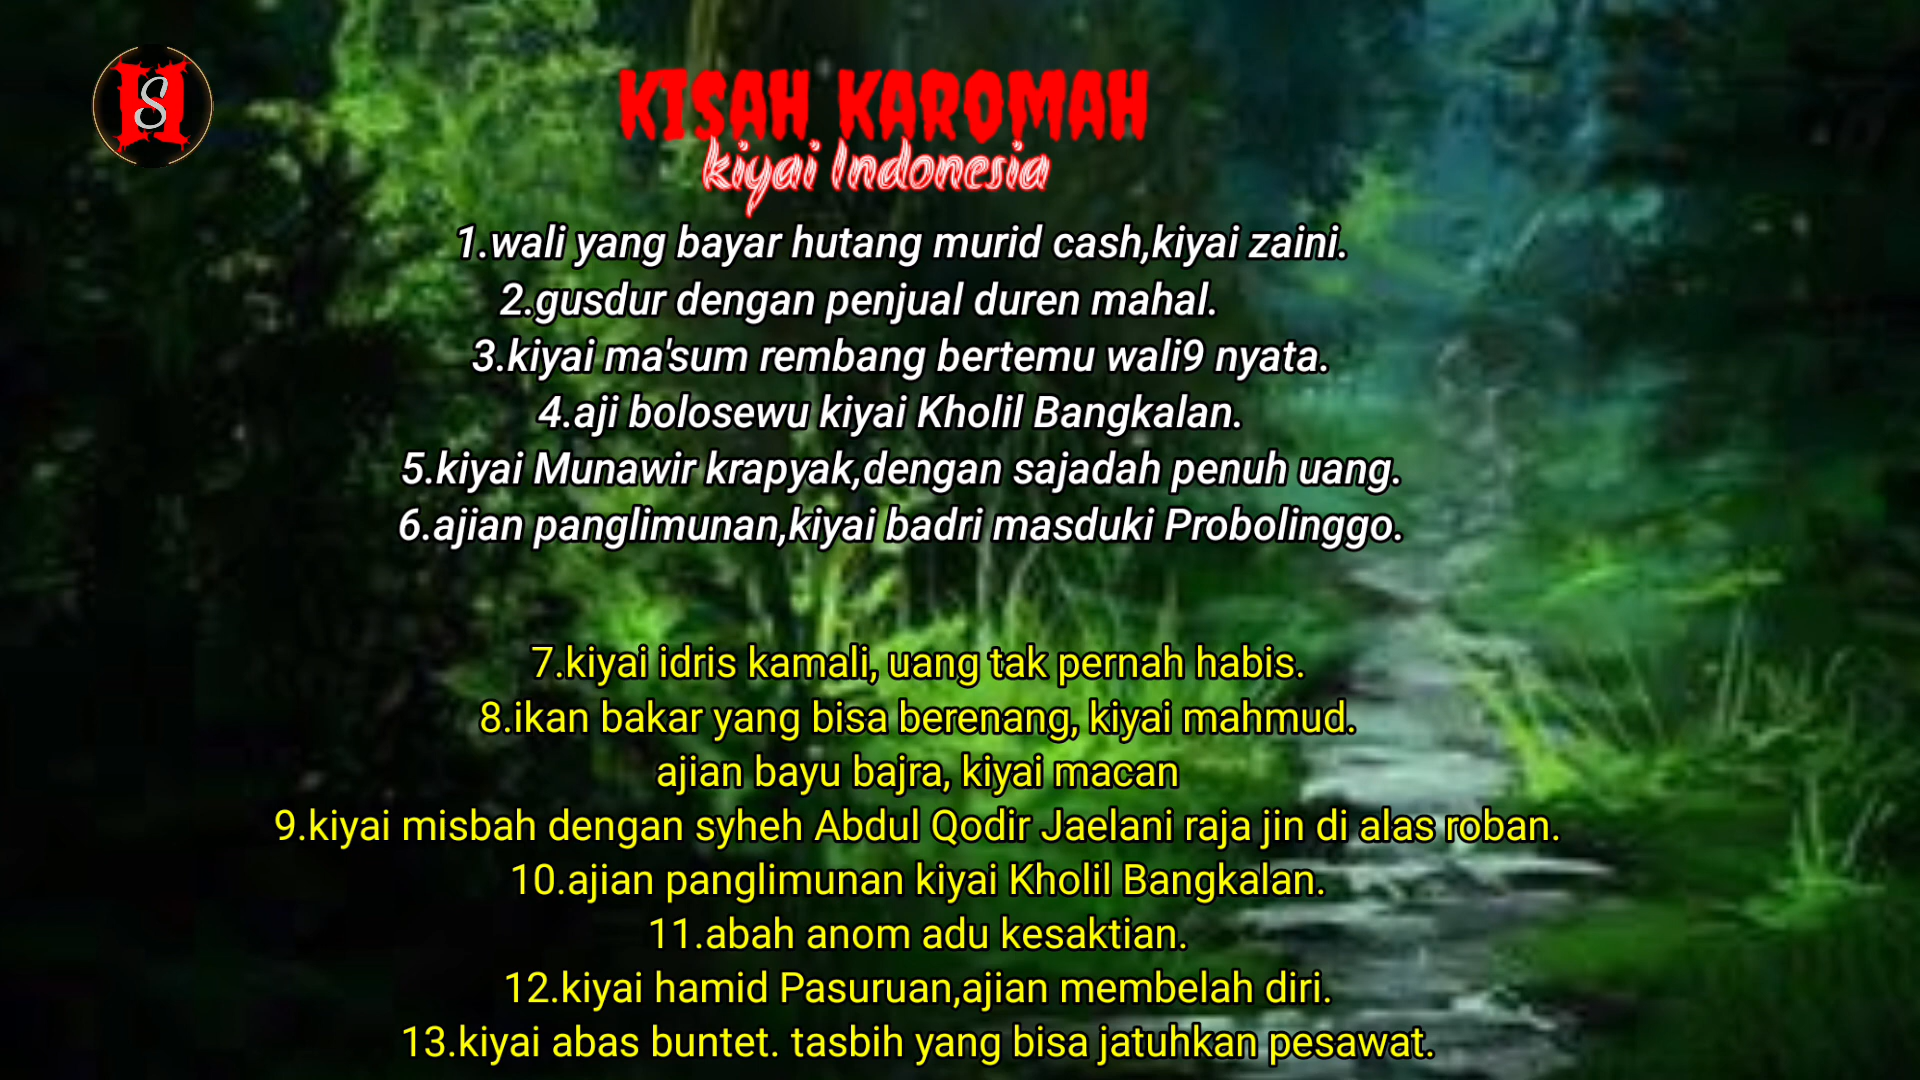 H
S
KISAH KAROMAH
kiyai Indonesia
1.wali yang bayar hutang murid cash,kiyai zaini.
2.gusdur dengan penjual duren mahal.
3.kiyai ma'sum rembang bertemu wali9 nyata.
4.aji bolosewu kiyai Kholil Bangkalan.
5.kiyai Munawir krapyak,dengan sajadah penuh uang.
6.ajian panglimunan,kiyai badri masduki Probolinggo.
7.kiyai idris kamali, uang tak pernah habis.
8.ikan bakar yang bisa berenang, kiyai mahmud.
ajian bayu bajra, kiyai macan
9.kiyai misbah dengan syheh Abdul Qodir Jaelani raja jin di alas roban.
10.ajian panglimunan kiyai Kholil Bangkalan.
11.abah anom adu kesaktian.
12.kiyai hamid Pasuruan,ajian membelah diri.
13.kiyai abas buntet. tasbih yang bisa jatuhkan pesawat.